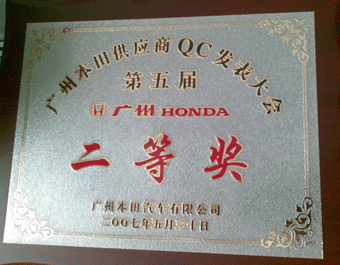 广州本田供应商QC发表大会
第五届
广州 HONDA
二等奖
广州本田汽车有限公司
二〇〇七年五月三十日